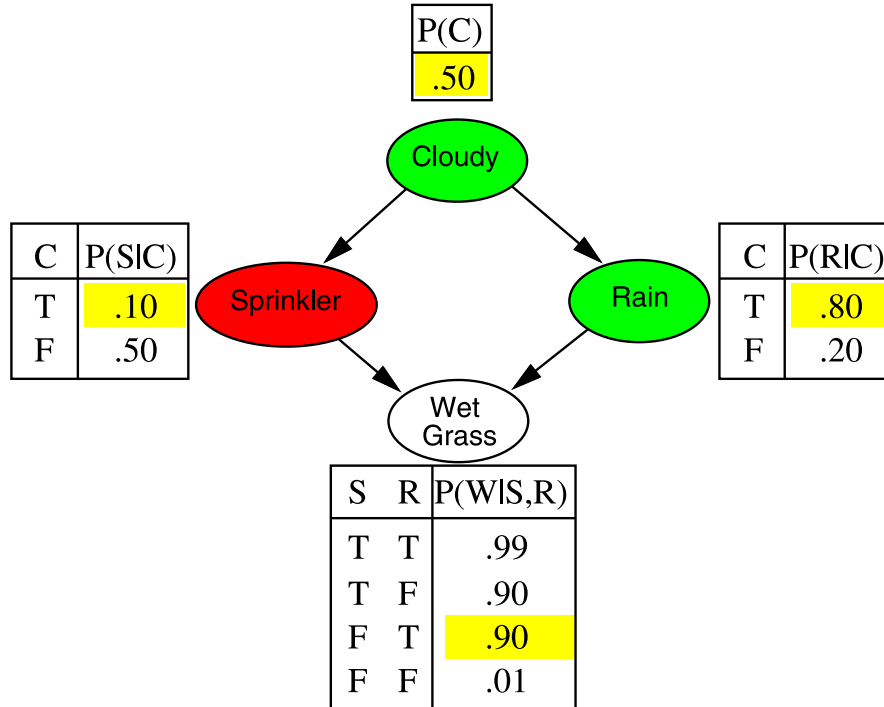 P(C)
.50
Cloudy
C P(S|C)
T .10
F .50
Sprinkler
Rain
C P(R|C)
T .80
F .20
Wet
Grass
S R P(W|S,R)
T T .99
T F .90
F T .90
F F .01